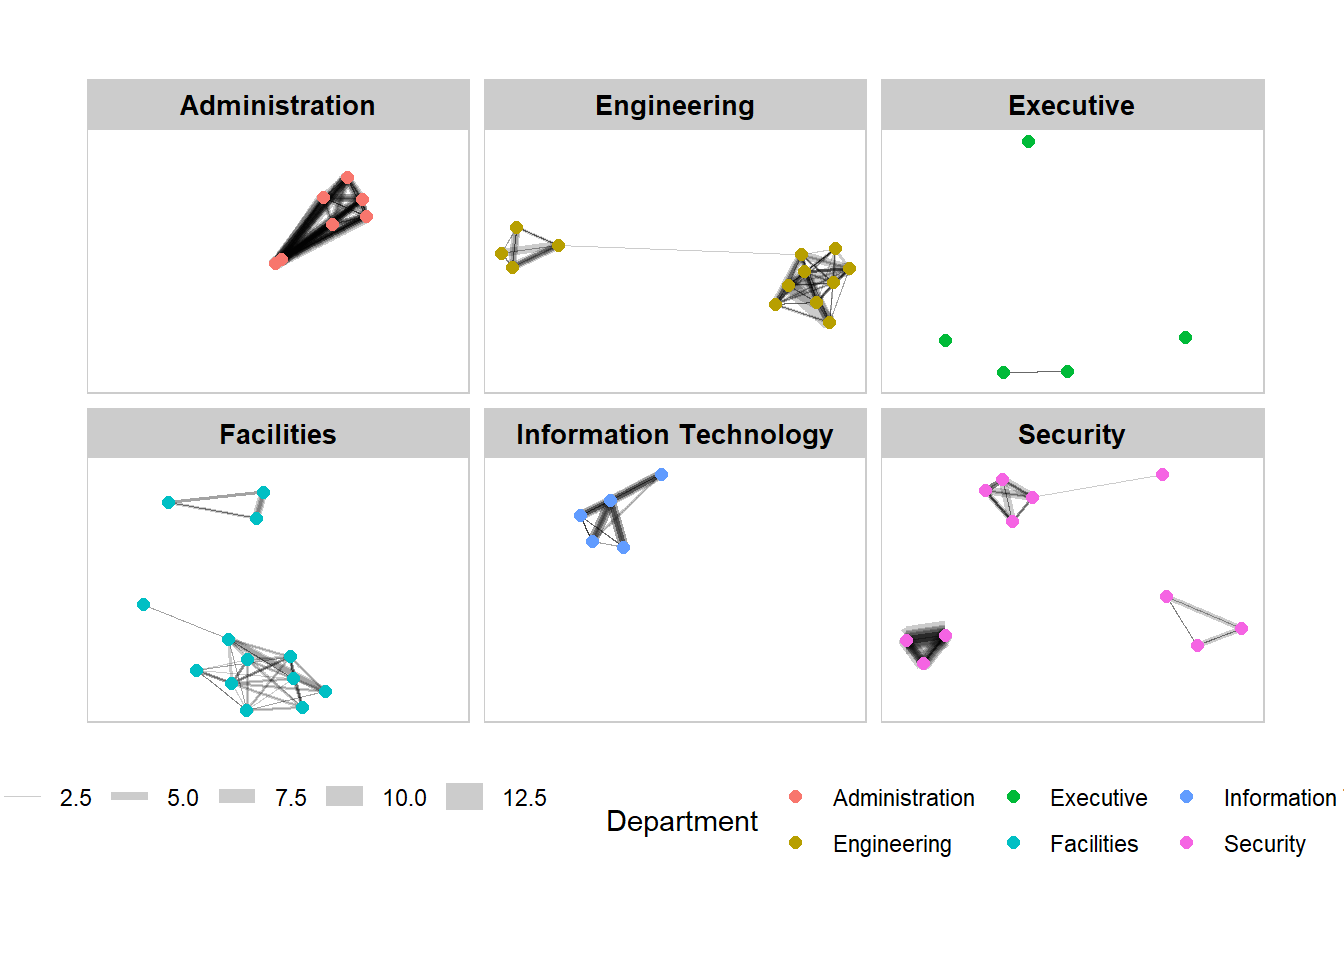 Administration
Engineering
Executive
Facilities
Information Technology
Security
2.5 5.0 7.5 10.0 12.5
Department
Administration Executive Information
Engineering Facilities Security